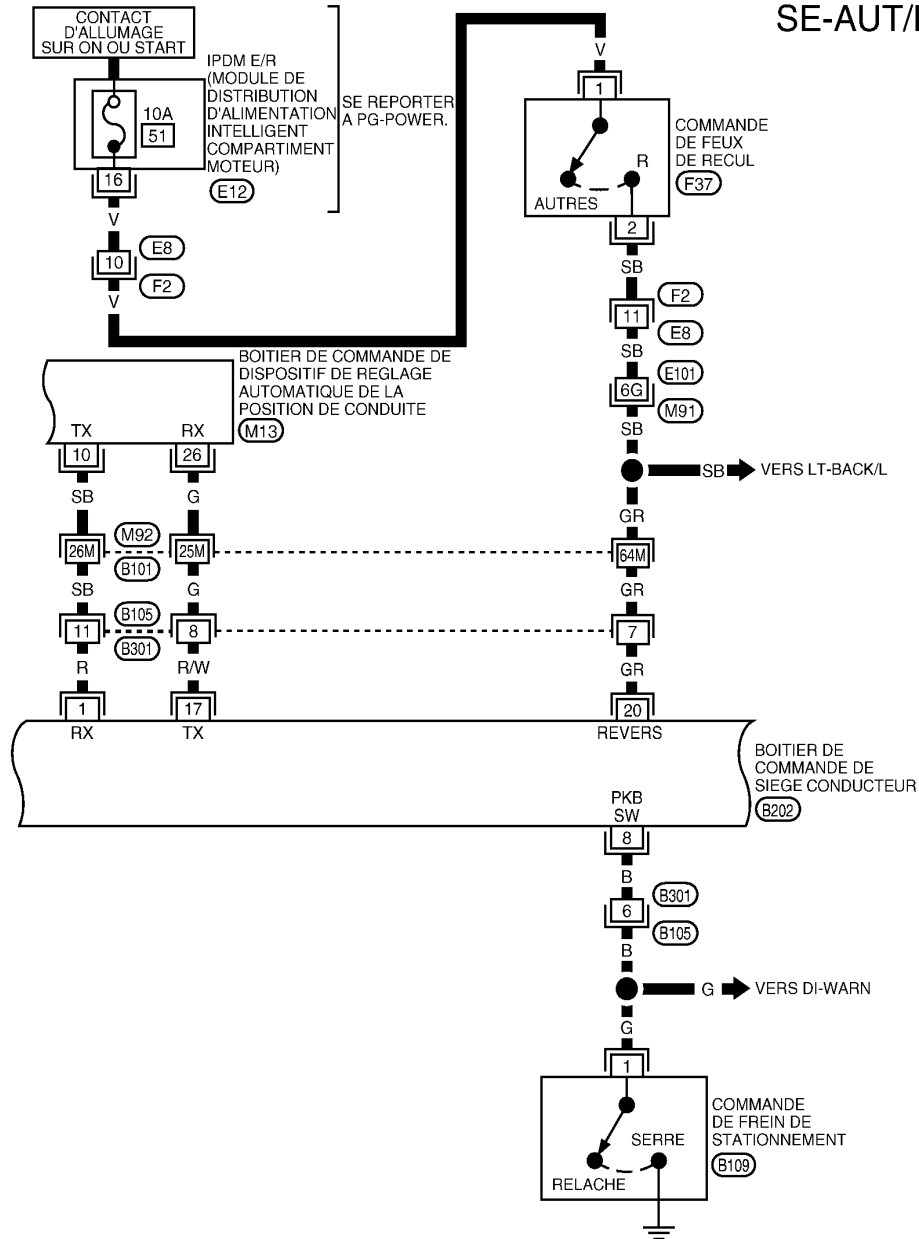 SE-AUT/
CONTACT
D'ALLUMAGE
SUR ON OU START
10A
51
16
IPDM E/R
(MODULE DE
DISTRIBUTION
D'ALIMENTATION
INTELLIGENT
COMPARTIMENT
MOTEUR)
E12
SE REPORTER
A PG-POWER.
V
10
E8
F2
V
V
1
R
AUTRES
2
COMMANDE
DE FEUX
DE RECUL
F37
SB
11
F2
E8
SB
6G
E101
M91
SB
SB VERS LT-BACK/L
GR
BOITIER DE COMMANDE DE
DISPOSITIF DE REGLAGE
AUTOMATIQUE DE LA
POSITION DE CONDUITE
M13
TX RX
10 26
SB G
26M M92 B101 25M 64M
SB G GR
11 B105 B301 8 7
R R/W GR
1 17 20
RX TX REVERS
BOITIER DE
COMMANDE DE
SIEGE CONDUCTEUR
B202
PKB
SW
8
B
6
B301
B105
B
G VERS DI-WARN
G
1
SERRE
RELACHE
COMMANDE
DE FREIN DE
STATIONNEMENT
B109